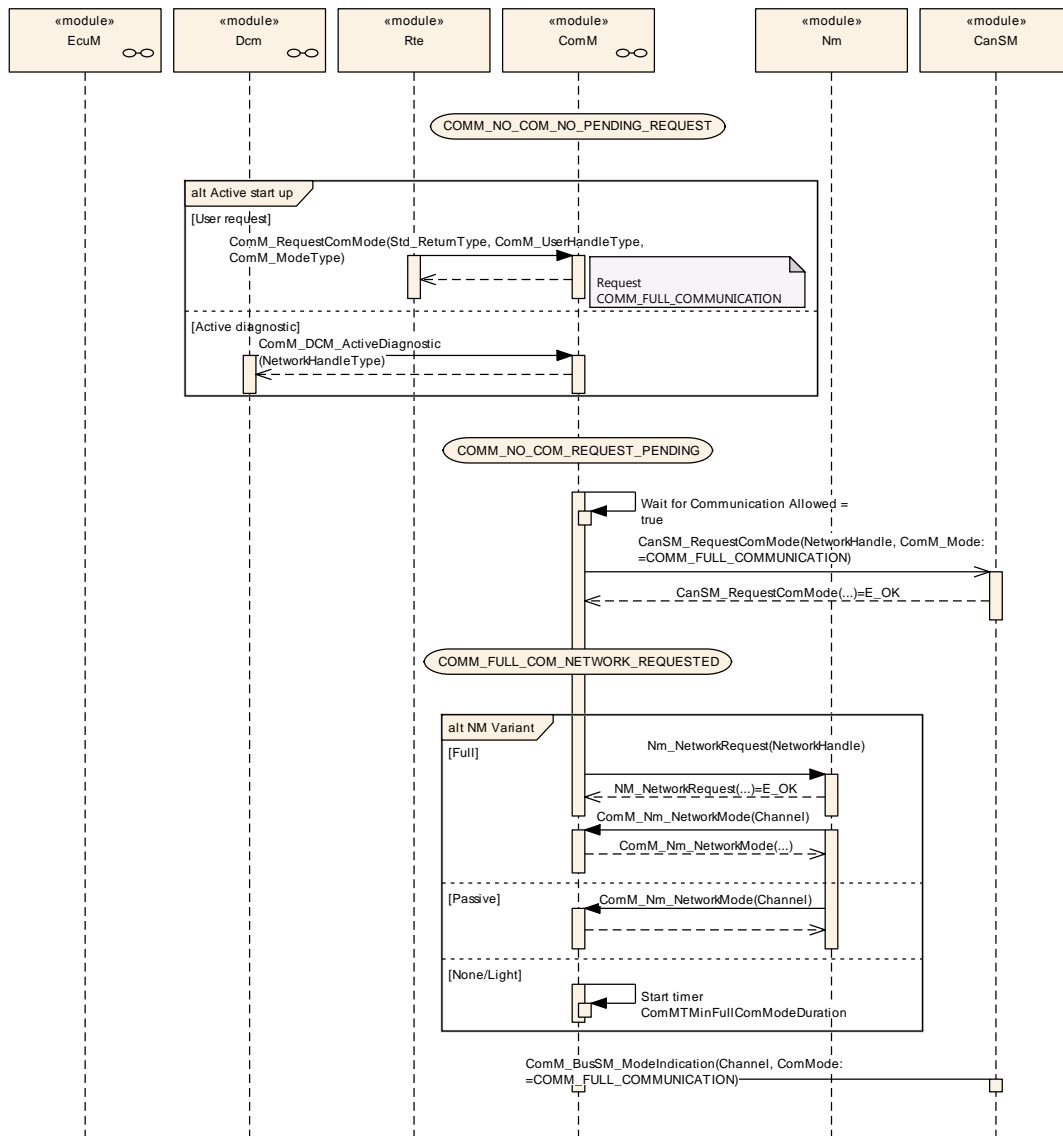 «module»
EcuM
«module»
Dcm
«module»
Rte
«module»
ComM
«module»
Nm
«module»
CanSM
COMM_NO_COM_NO_PENDING_REQUEST
alt Active start up
[User request]
ComM_RequestComMode(Std_ReturnType, ComM_UserHandleType,
ComM_ModeType)
Request
COMM_FULL_COMMUNICATION
[Active diagnostic]
ComM_DCM_ActiveDiagnostic
(NetworkHandleType)
COMM_NO_COM_REQUEST_PENDING
Wait for Communication Allowed =
true
CanSM_RequestComMode(NetworkHandle, ComM_Mode:
=COMM_FULL_COMMUNICATION)
CanSM_RequestComMode(...)=E_OK
COMM_FULL_COM_NETWORK_REQUESTED
alt NM Variant
[Full]
Nm_NetworkRequest(NetworkHandle)
NM_NetworkRequest(...)=E_OK
ComM_Nm_NetworkMode(Channel)
ComM_Nm_NetworkMode(...)
[Passive]
ComM_Nm_NetworkMode(Channel)
[None/Light]
Start timer
ComMTMinFullComModeDuration
ComM_BusSM_ModeIndication(Channel, ComMode:
=COMM_FULL_COMMUNICATION)